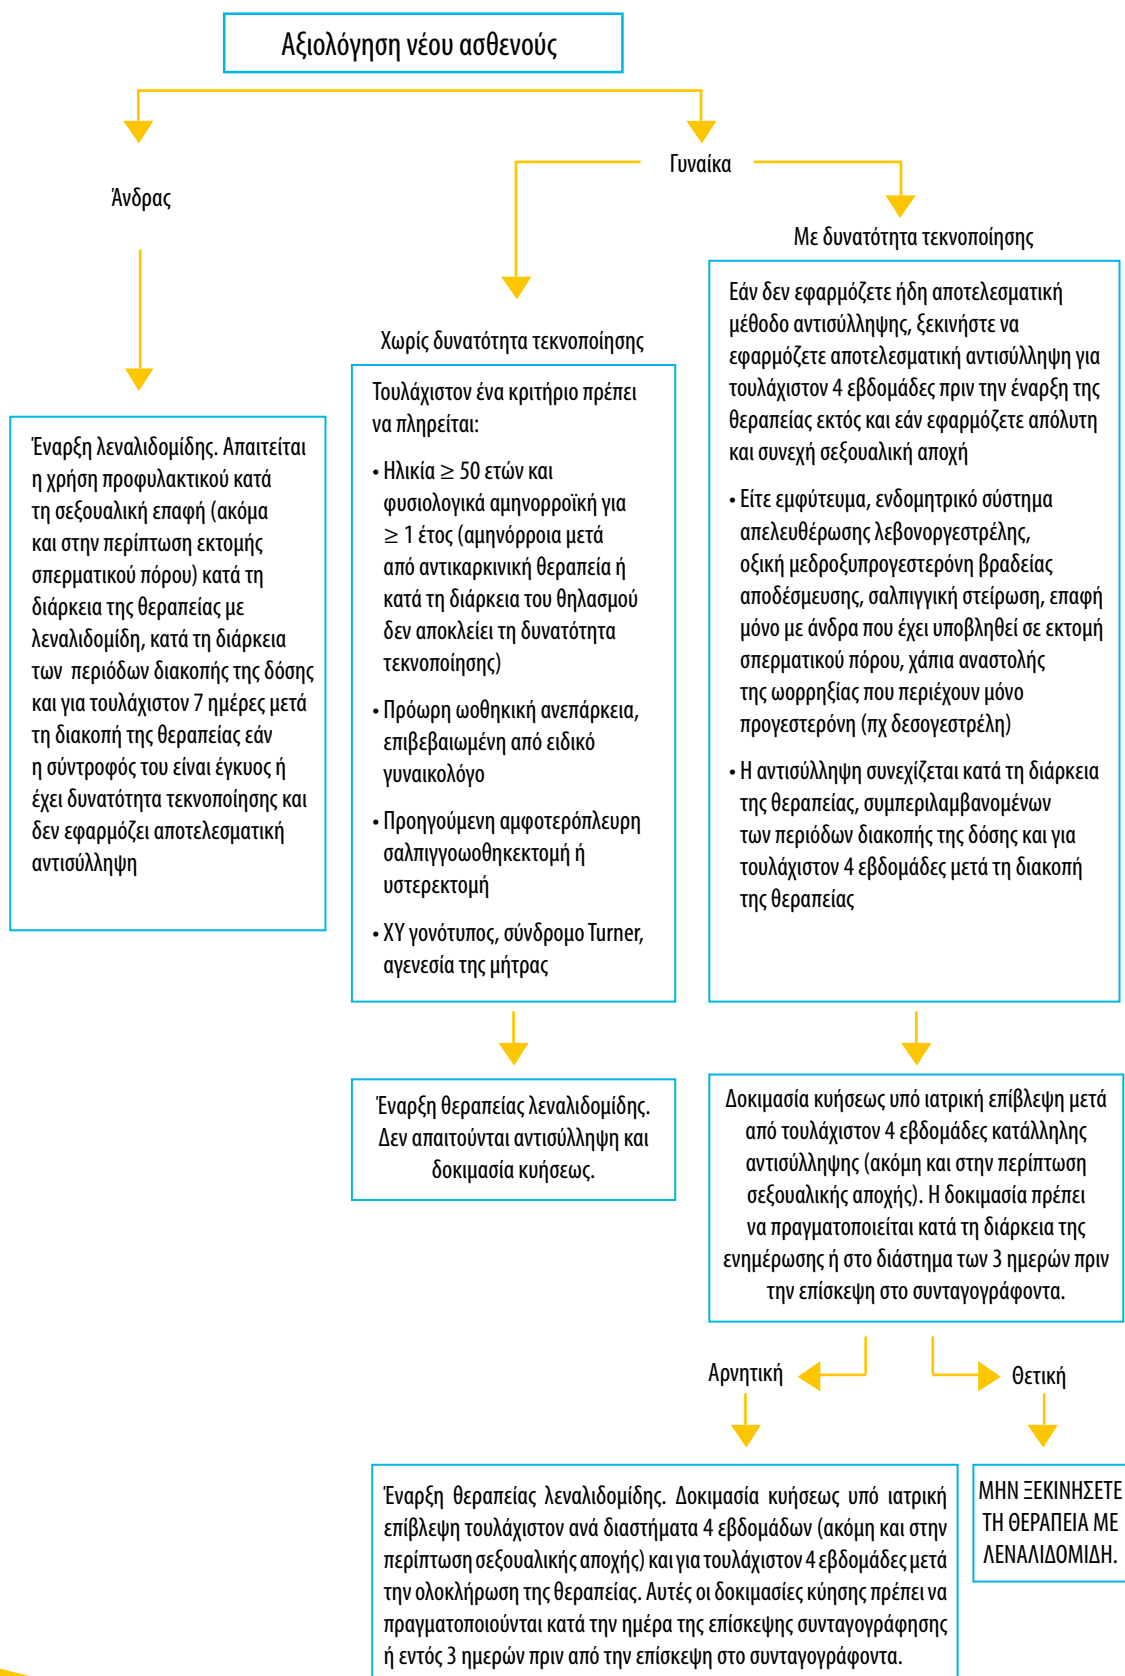 Αξιολόγηση νέου ασθενούς
Άνδρας
Έναρξη λεναλιδομίδης. Απαιτείται
η χρήση προφυλακτικού κατά
τη σεξουαλική επαφή (ακόμα
και στην περίπτωση εκτομής
σπερματικού πόρου) κατά τη
διάρκεια της θεραπείας με
λεναλιδομίδη, κατά τη διάρκεια
των περιόδων διακοπής της δόσης
και για τουλάχιστον 7 ημέρες μετά
τη διακοπή της θεραπείας εάν
η σύντροφός του είναι έγκυος ή
έχει δυνατότητα τεκνοποίησης και
δεν εφαρμόζει αποτελεσματική
αντισύλληψη
Γυναίκα
Χωρίς δυνατότητα τεκνοποίησης
Τουλάχιστον ένα κριτήριο πρέπει
να πληρείται:
• Ηλικία ≥ 50 ετών και
φυσιολογικά αμηνορροϊκή για
≥ 1 έτος (αμηνόρροια μετά
από αντικαρκινική θεραπεία ή
κατά τη διάρκεια του θηλασμού
δεν αποκλείει τη δυνατότητα
τεκνοποίησης)
• Πρόωρη ωοθηκική ανεπάρκεια,
επιβεβαιωμένη από ειδικό
γυναικολόγο
• Προηγούμενη αμφοτερόπλευρη
σαλπιγγοωοθηκεκτομή ή
υστερεκτομή
• XY γονότυπος, σύνδρομο Turner,
αγενεσία της μήτρας
Έναρξη θεραπείας λεναλιδομίδης.
Δεν απαιτούνται αντισύλληψη και
δοκιμασία κυήσεως.
Με δυνατότητα τεκνοποίησης
Εάν δεν εφαρμόζετε ήδη αποτελεσματική
μέθοδο αντισύλληψης, ξεκινήστε να
εφαρμόζετε αποτελεσματική αντισύλληψη για
τουλάχιστον 4 εβδομάδες πριν την έναρξη της
θεραπείας εκτός και εάν εφαρμόζετε απόλυτη
και συνεχή σεξουαλική αποχή
• Είτε εμφύτευμα, ενδομητρικό σύστημα
απελευθέρωσης λεβονοργεστρέλης,
οξική μεδροξυπρογεστερόνη βραδείας
αποδέσμευσης, σαλπιγγική στείρωση, επαφή
μόνο με άνδρα που έχει υποβληθεί σε εκτομή
σπερματικού πόρου, χάπια αναστολής
της ωορρηξίας που περιέχουν μόνο
προγεστερόνη (πχ δεσογεστρέλη)
• Η αντισύλληψη συνεχίζεται κατά τη διάρκεια
της θεραπείας, συμπεριλαμβανομένων
των περιόδων διακοπής της δόσης και για
τουλάχιστον 4 εβδομάδες μετά τη διακοπή
της θεραπείας
Δοκιμασία κυήσεως υπό ιατρική επίβλεψη μετά
από τουλάχιστον 4 εβδομάδες κατάλληλης
αντισύλληψης (ακόμη και στην περίπτωση
σεξουαλικής αποχής). Η δοκιμασία πρέπει
να πραγματοποιείται κατά τη διάρκεια της
ενημέρωσης ή στο διάστημα των 3 ημερών πριν
την επίσκεψη στο συνταγογράφοντα.
Αρνητική
Θετική
Έναρξη θεραπείας λεναλιδομίδης. Δοκιμασία κυήσεως υπό ιατρική
επίβλεψη τουλάχιστον ανά διαστήματα 4 εβδομάδων (ακόμη και στην
περίπτωση σεξουαλικής αποχής) και για τουλάχιστον 4 εβδομάδες μετά
την ολοκλήρωση της θεραπείας. Αυτές οι δοκιμασίες κύησης πρέπει να
πραγματοποιούνται κατά την ημέρα της επίσκεψης συνταγογράφησης
ή εντός 3 ημερών πριν από την επίσκεψη στο συνταγογράφοντα.
ΜΗΝ ΞΕΚΙΝΗΣΕΤΕ
ΤΗ ΘΕΡΑΠΕΙΑ ΜΕ
ΛΕΝΑΛΙΔΟΜΙΔΗ.